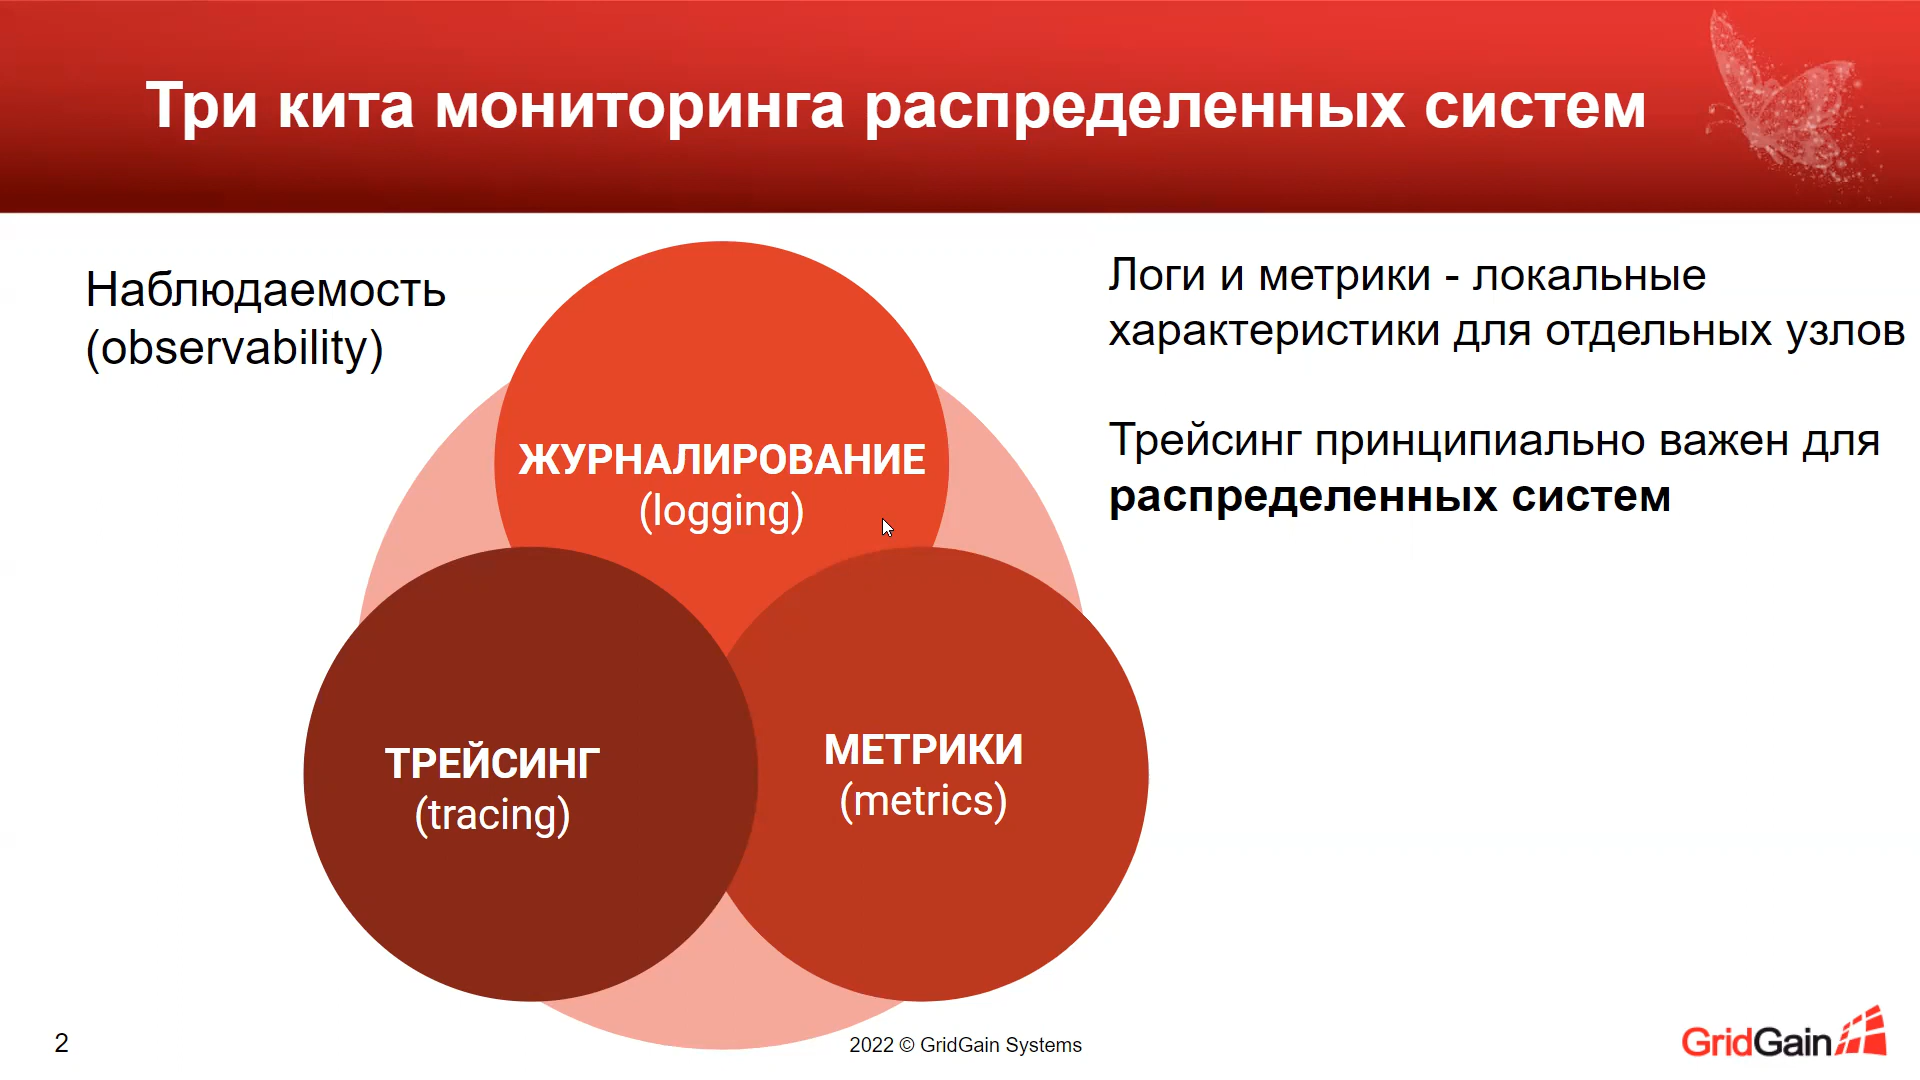 Три кита мониторинга распределенных систем
Наблюдаемость
(observability)
ЖУРНАЛИРОВАНИЕ
(logging)
ТРЕЙСИНГ
(tracing)
МЕТРИКИ
(metrics)
Логи и метрики - локальные
характеристики для отдельных узлов
Трейсинг принципиально важен для
распределенных систем
2
2022 © GridGain Systems
GridGain